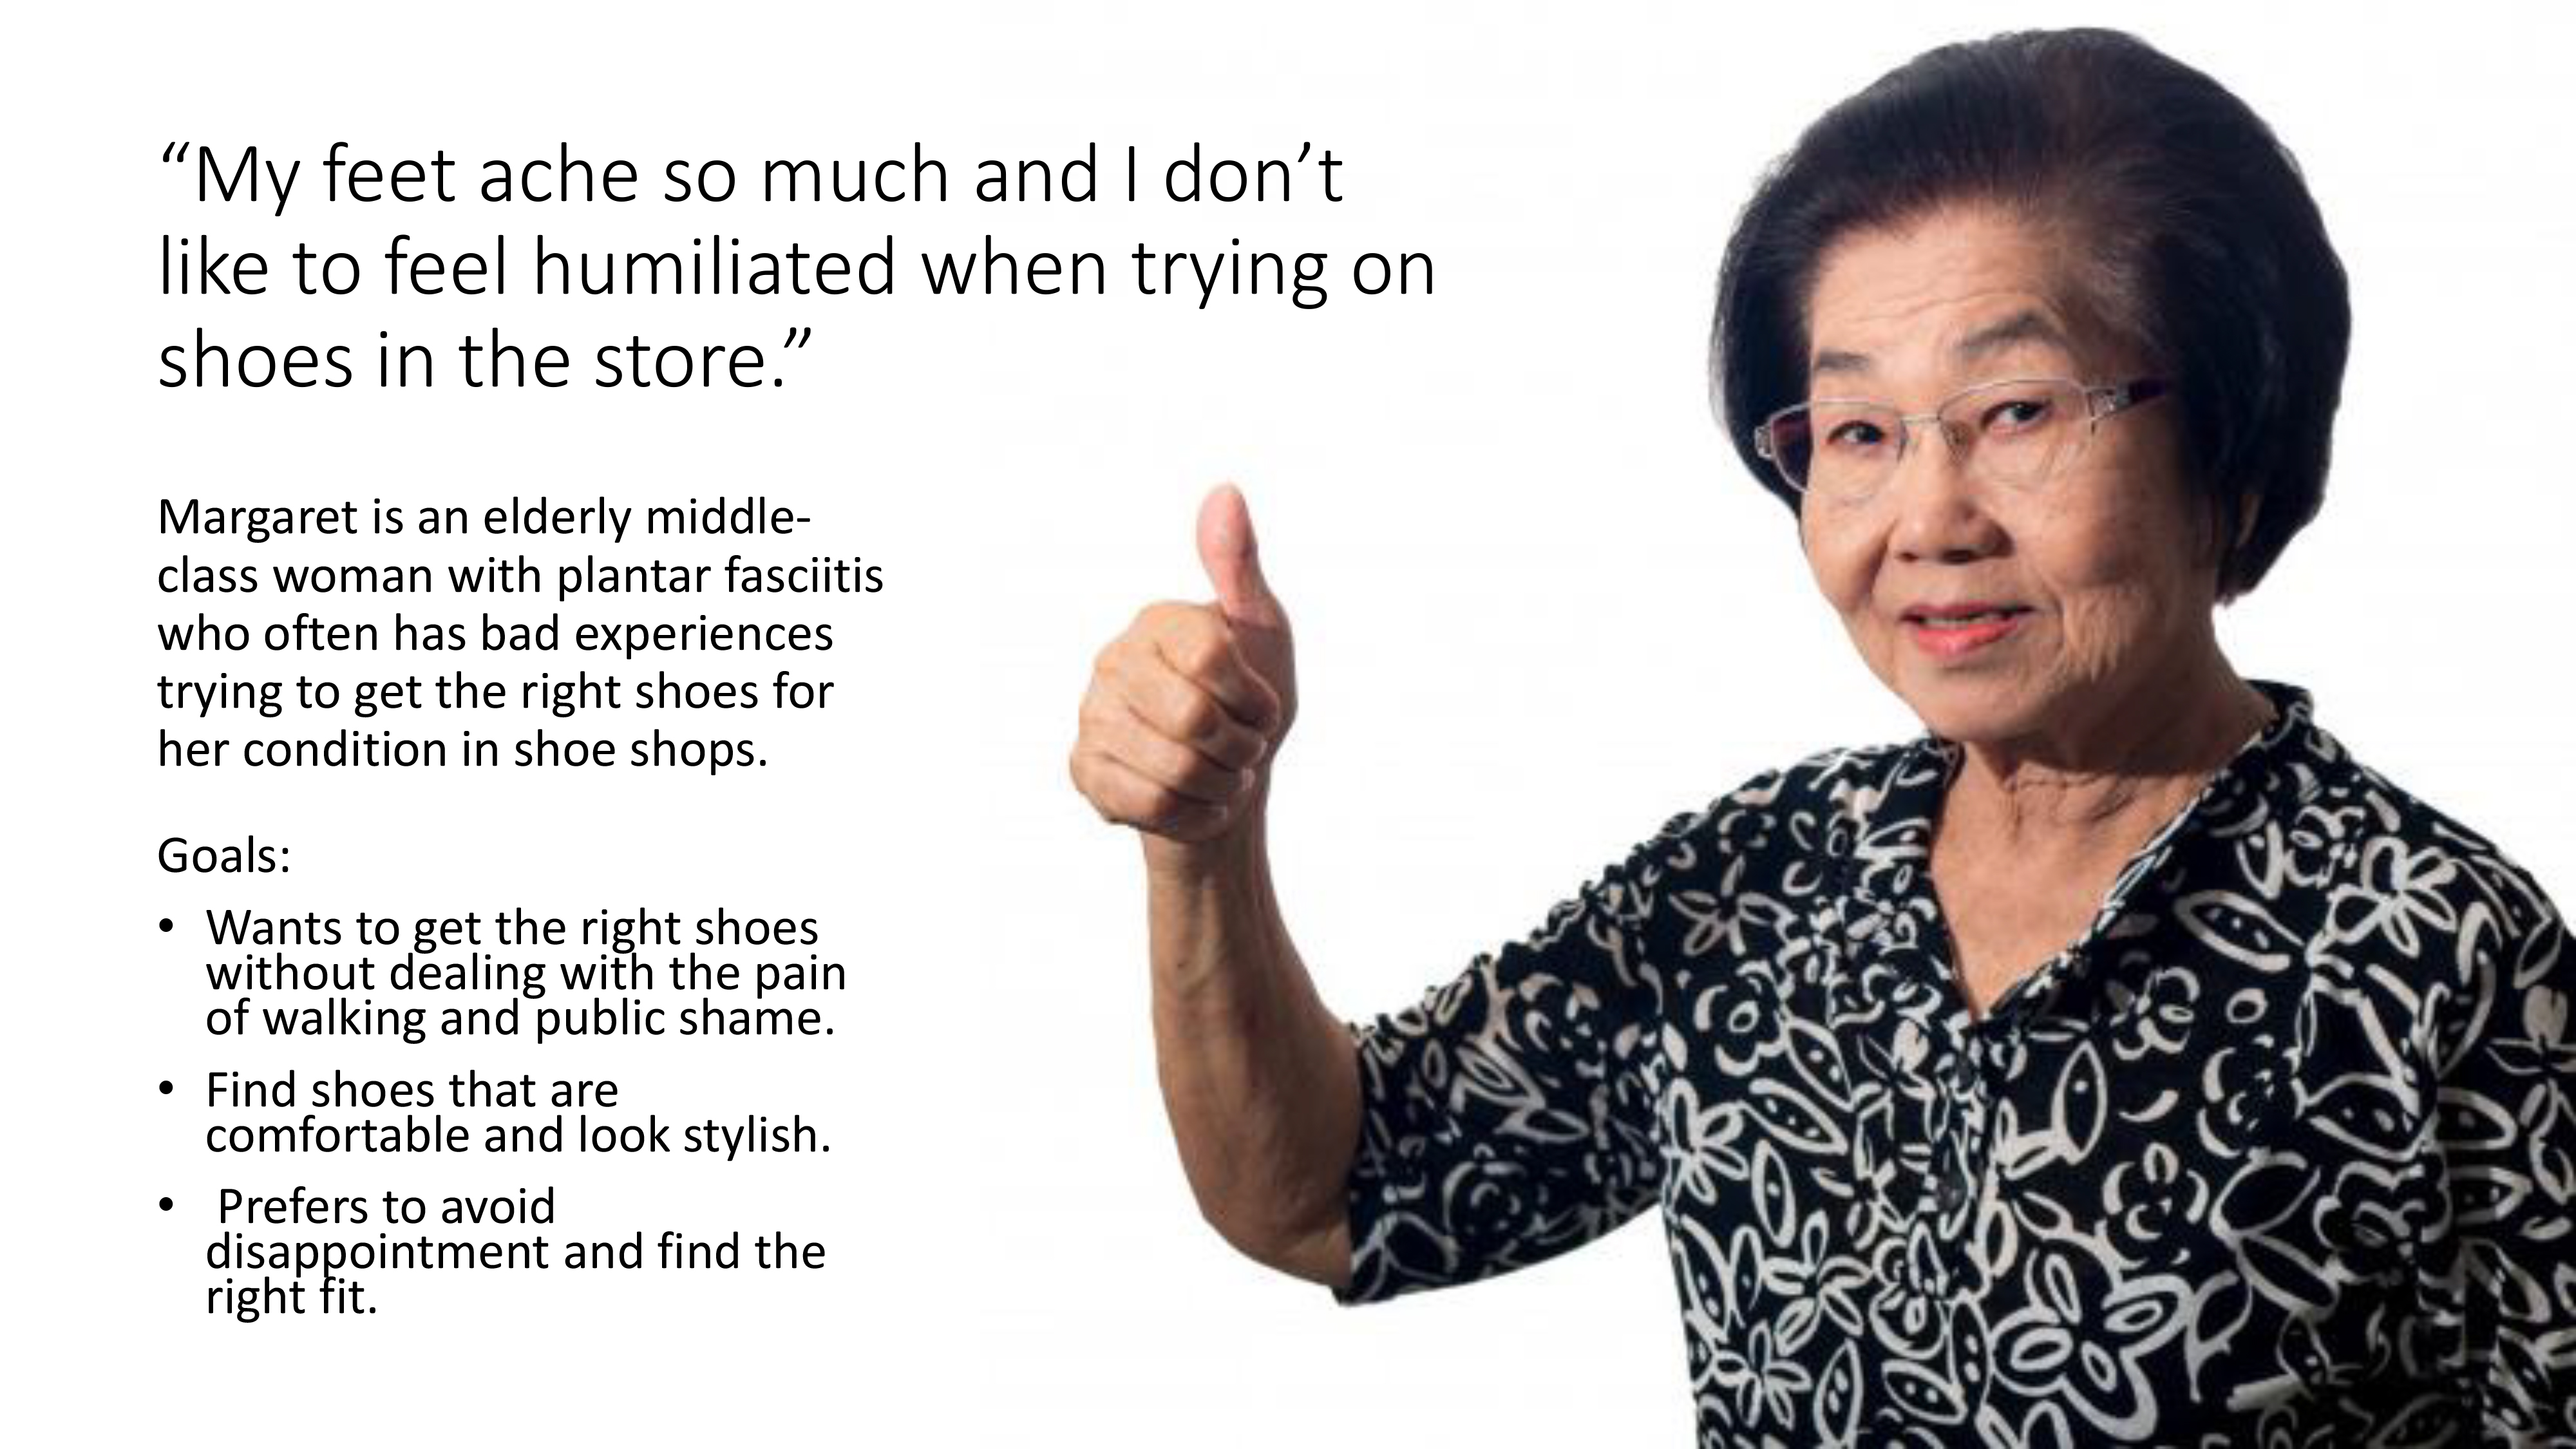 “My feet ache so much and I don’t
like to feel humiliated when trying on
shoes in the store.”
Margaret is an elderly middle-
class woman with plantar fasciitis
who often has bad experiences
trying to get the right shoes for
her condition in shoe shops.
Goals:
• Wants to get the right shoes
without dealing with the pain
of walking and public shame.
• Find shoes that are
comfortable and look stylish.
• Prefers to avoid
disappointment and find the
right fit.